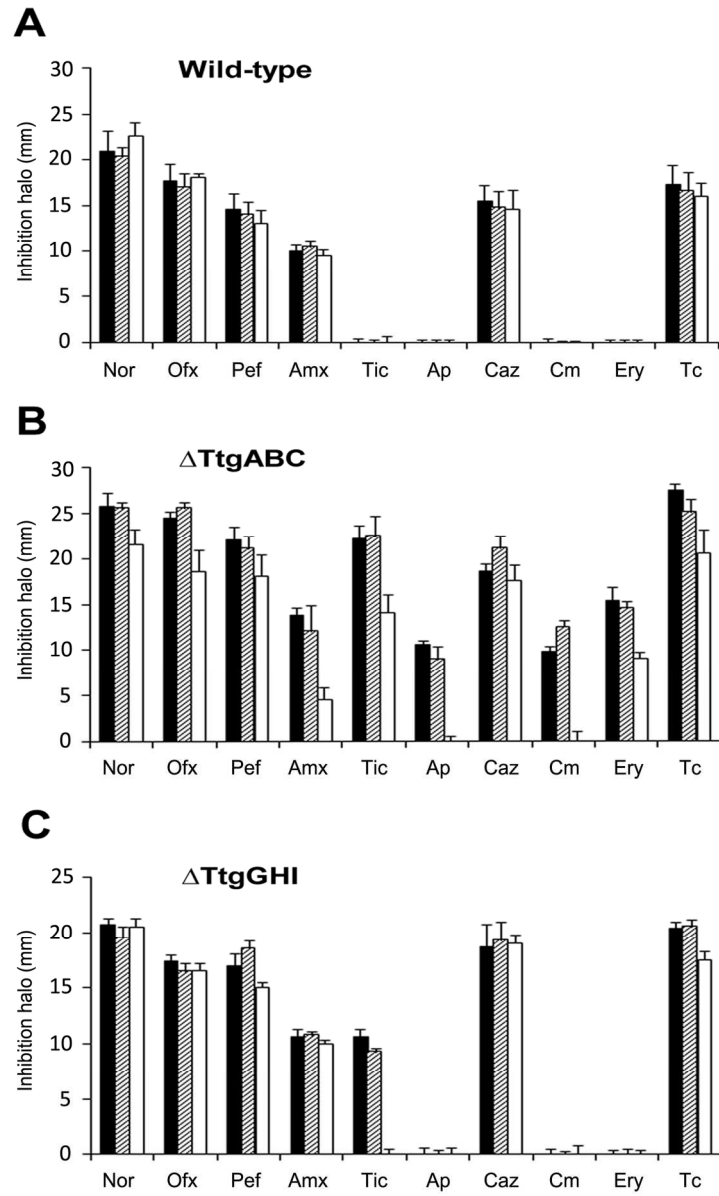 A
Wild-type
Inhibition halo (mm)
30
25
20
15
10
5
0
Nor Ofx Pef Amx Tic Ap Caz Cm Ery Tc
B
ΔTtgABC
Inhibition halo (mm)
30
25
20
15
10
5
0
Nor Ofx Pef Amx Tic Ap Caz Cm Ery Tc
C
ΔTtgGHI
Inhibition halo (mm)
25
20
15
10
5
0
Nor Ofx Pef Amx Tic Ap Caz Cm Ery Tc